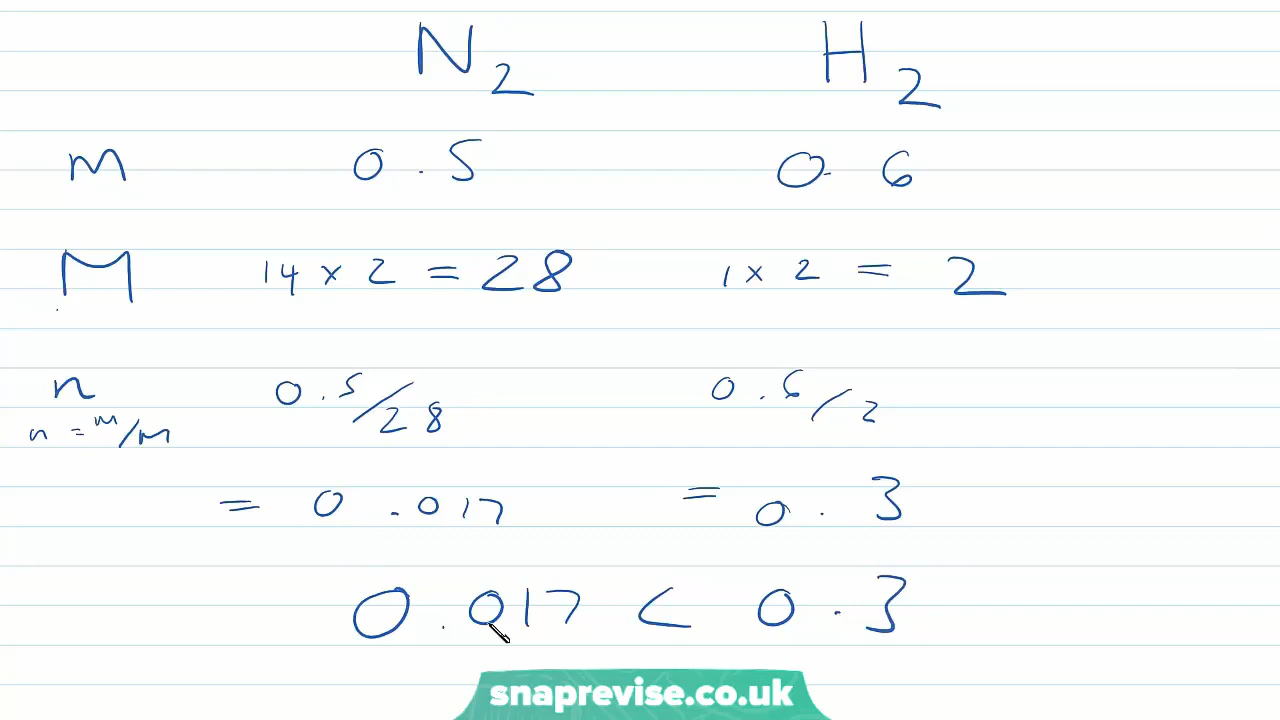 N₂ H₂
m 0.5 0.6
M 14 x 2 = 28 1 x 2 = 2
n 0.5/28 0.6/2
n = m/M
= 0.017 = 0.3
0.017 < 0.3
snaprevise.co.uk